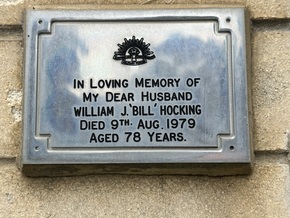 In Loving Memory of
My Dear Husband
William J. 'Bill' Hocking
Died 9th. Aug. 1979
Aged 78 Years.